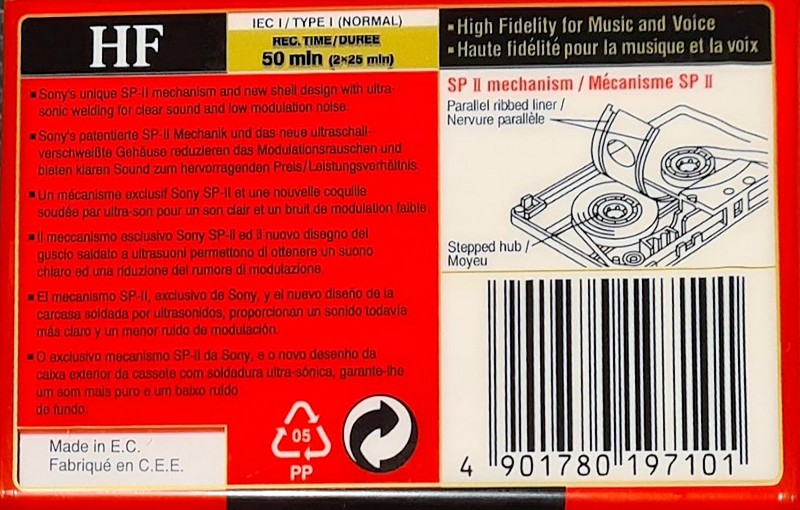 HF
IEC I / TYPE I (NORMAL)
REC. TIME/DUREE
50 min (2×25 min)
▪High Fidelity for Music and Voice
▪Haute fidélité pour la musique et la voix
▪Sony's unique SP-II mechanism and new shell design with ultra-
sonic welding for clear sound and low modulation noise.
▪Sony's patentierte SP-II Mechanik und das neue ultraschall-
verschweißte Gehäuse reduzieren das Modulationsrauschen und
bieten klaren Sound zum hervorragenden Preis/Leistungsverhältnis.
▪Un mécanisme exclusif Sony SP-II et une nouvelle coquille
soudée par ultra-son pour un son clair et un bruit de modulation faible.
▪Il meccanismo esclusivo Sony SP-II ed il nuovo disegno del
guscio saldato a ultrasuoni permettono di ottenere un suono
chiaro ed una riduzione del rumore di modulazione.
▪El mecanismo SP-II, exclusivo de Sony, y el nuevo diseño de la
carcasa soldada por ultrasonidos, proporcionan un sonido todavía
más claro y un menor ruido de modulación.
▪O exclusivo mecanismo SP-II da Sony, e o novo desenho da
caixa exterior da cassete com soldadura ultra-sónica, garante-lhe
um som mais puro e um baixo ruído
de fundo.
Made in E.C.
Fabriqué en C.E.E.
05
PP
SP II mechanism / Mécanisme SP II
Parallel ribbed liner /
Nervure parallèle
Stepped hub /
Moyeu
4 901780 197101